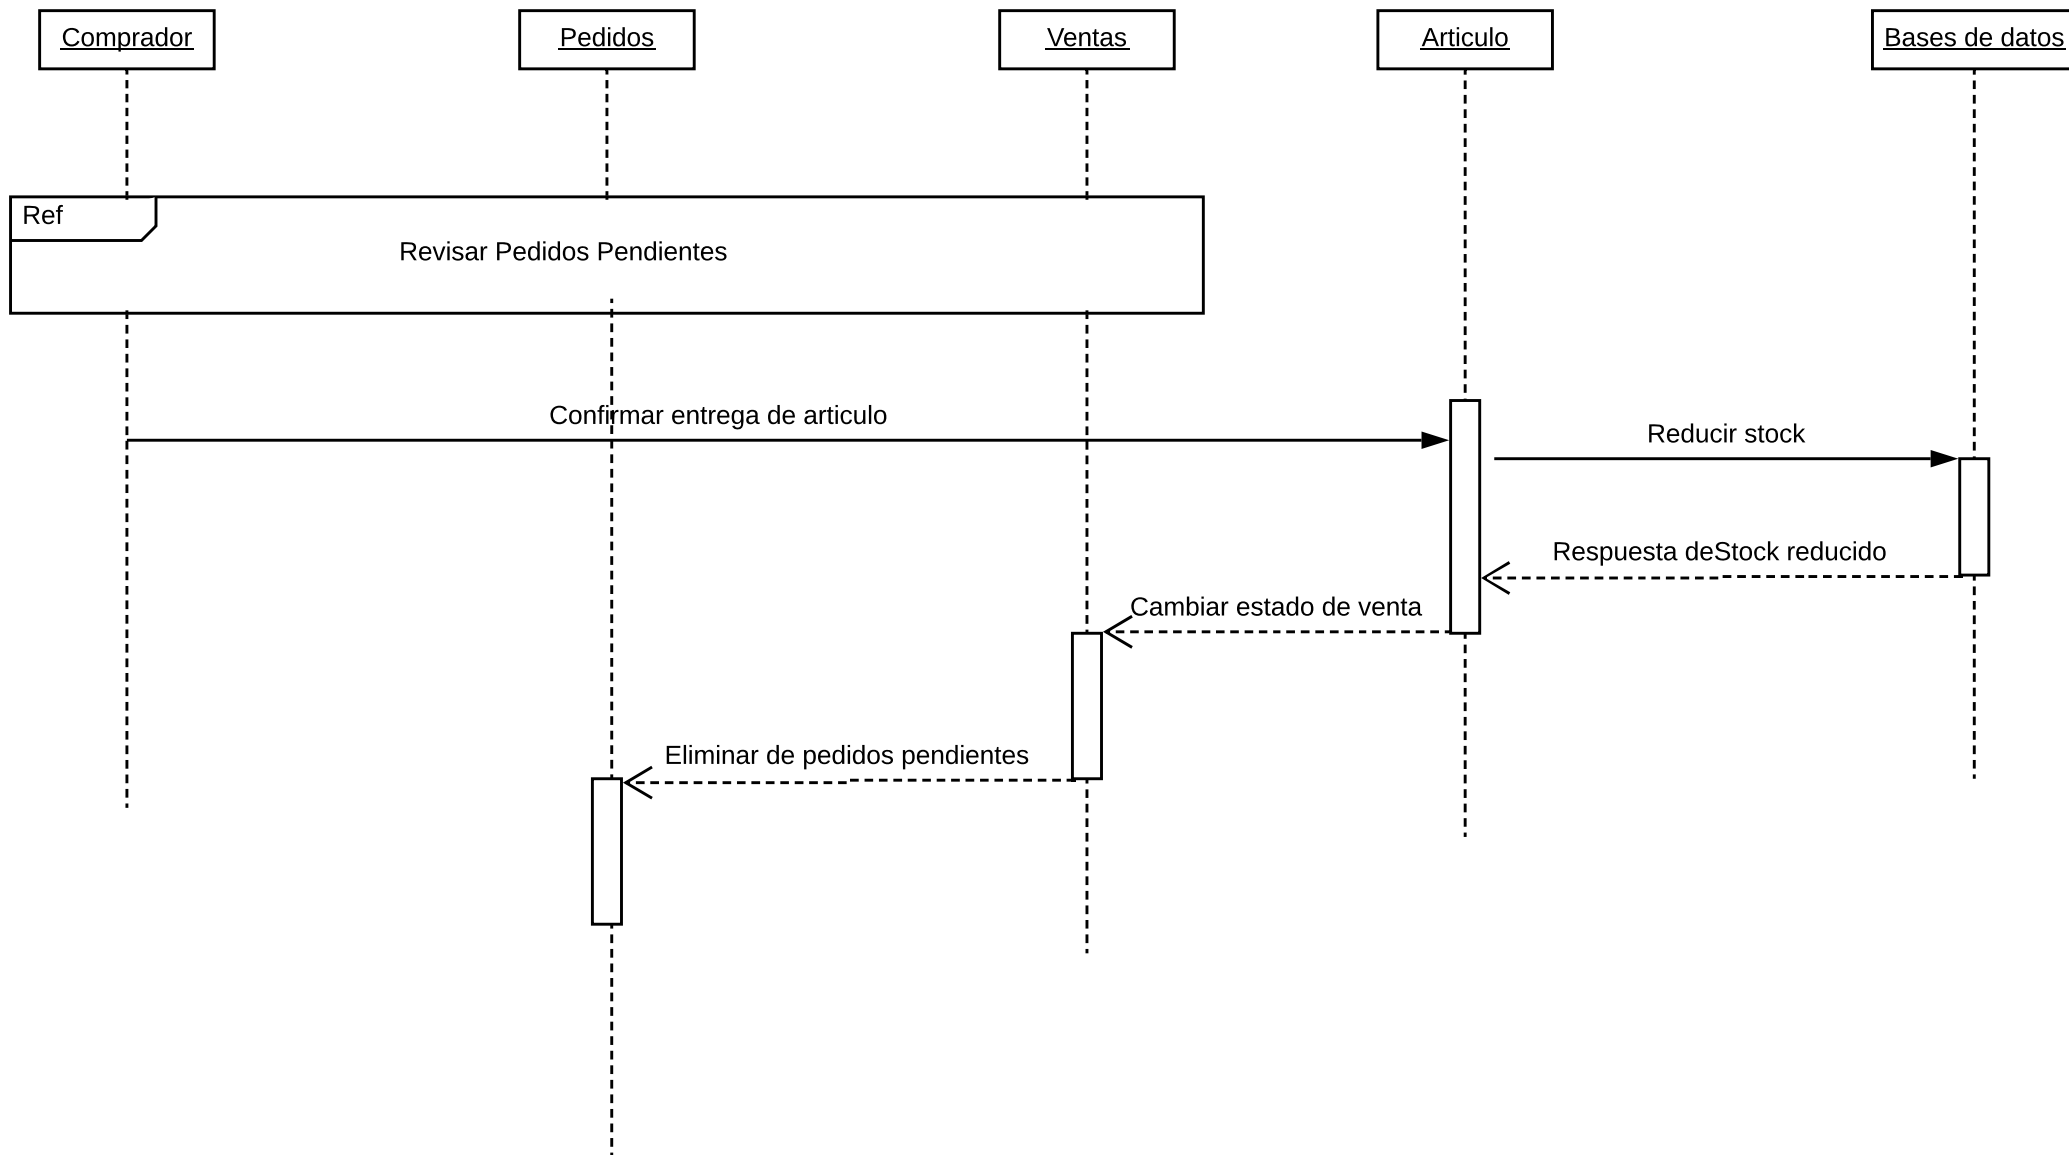 Comprador
Pedidos
Ventas
Articulo
Bases de datos
Ref
Revisar Pedidos Pendientes
Confirmar entrega de articulo
Reducir stock
Respuesta deStock reducido
Cambiar estado de venta
Eliminar de pedidos pendientes